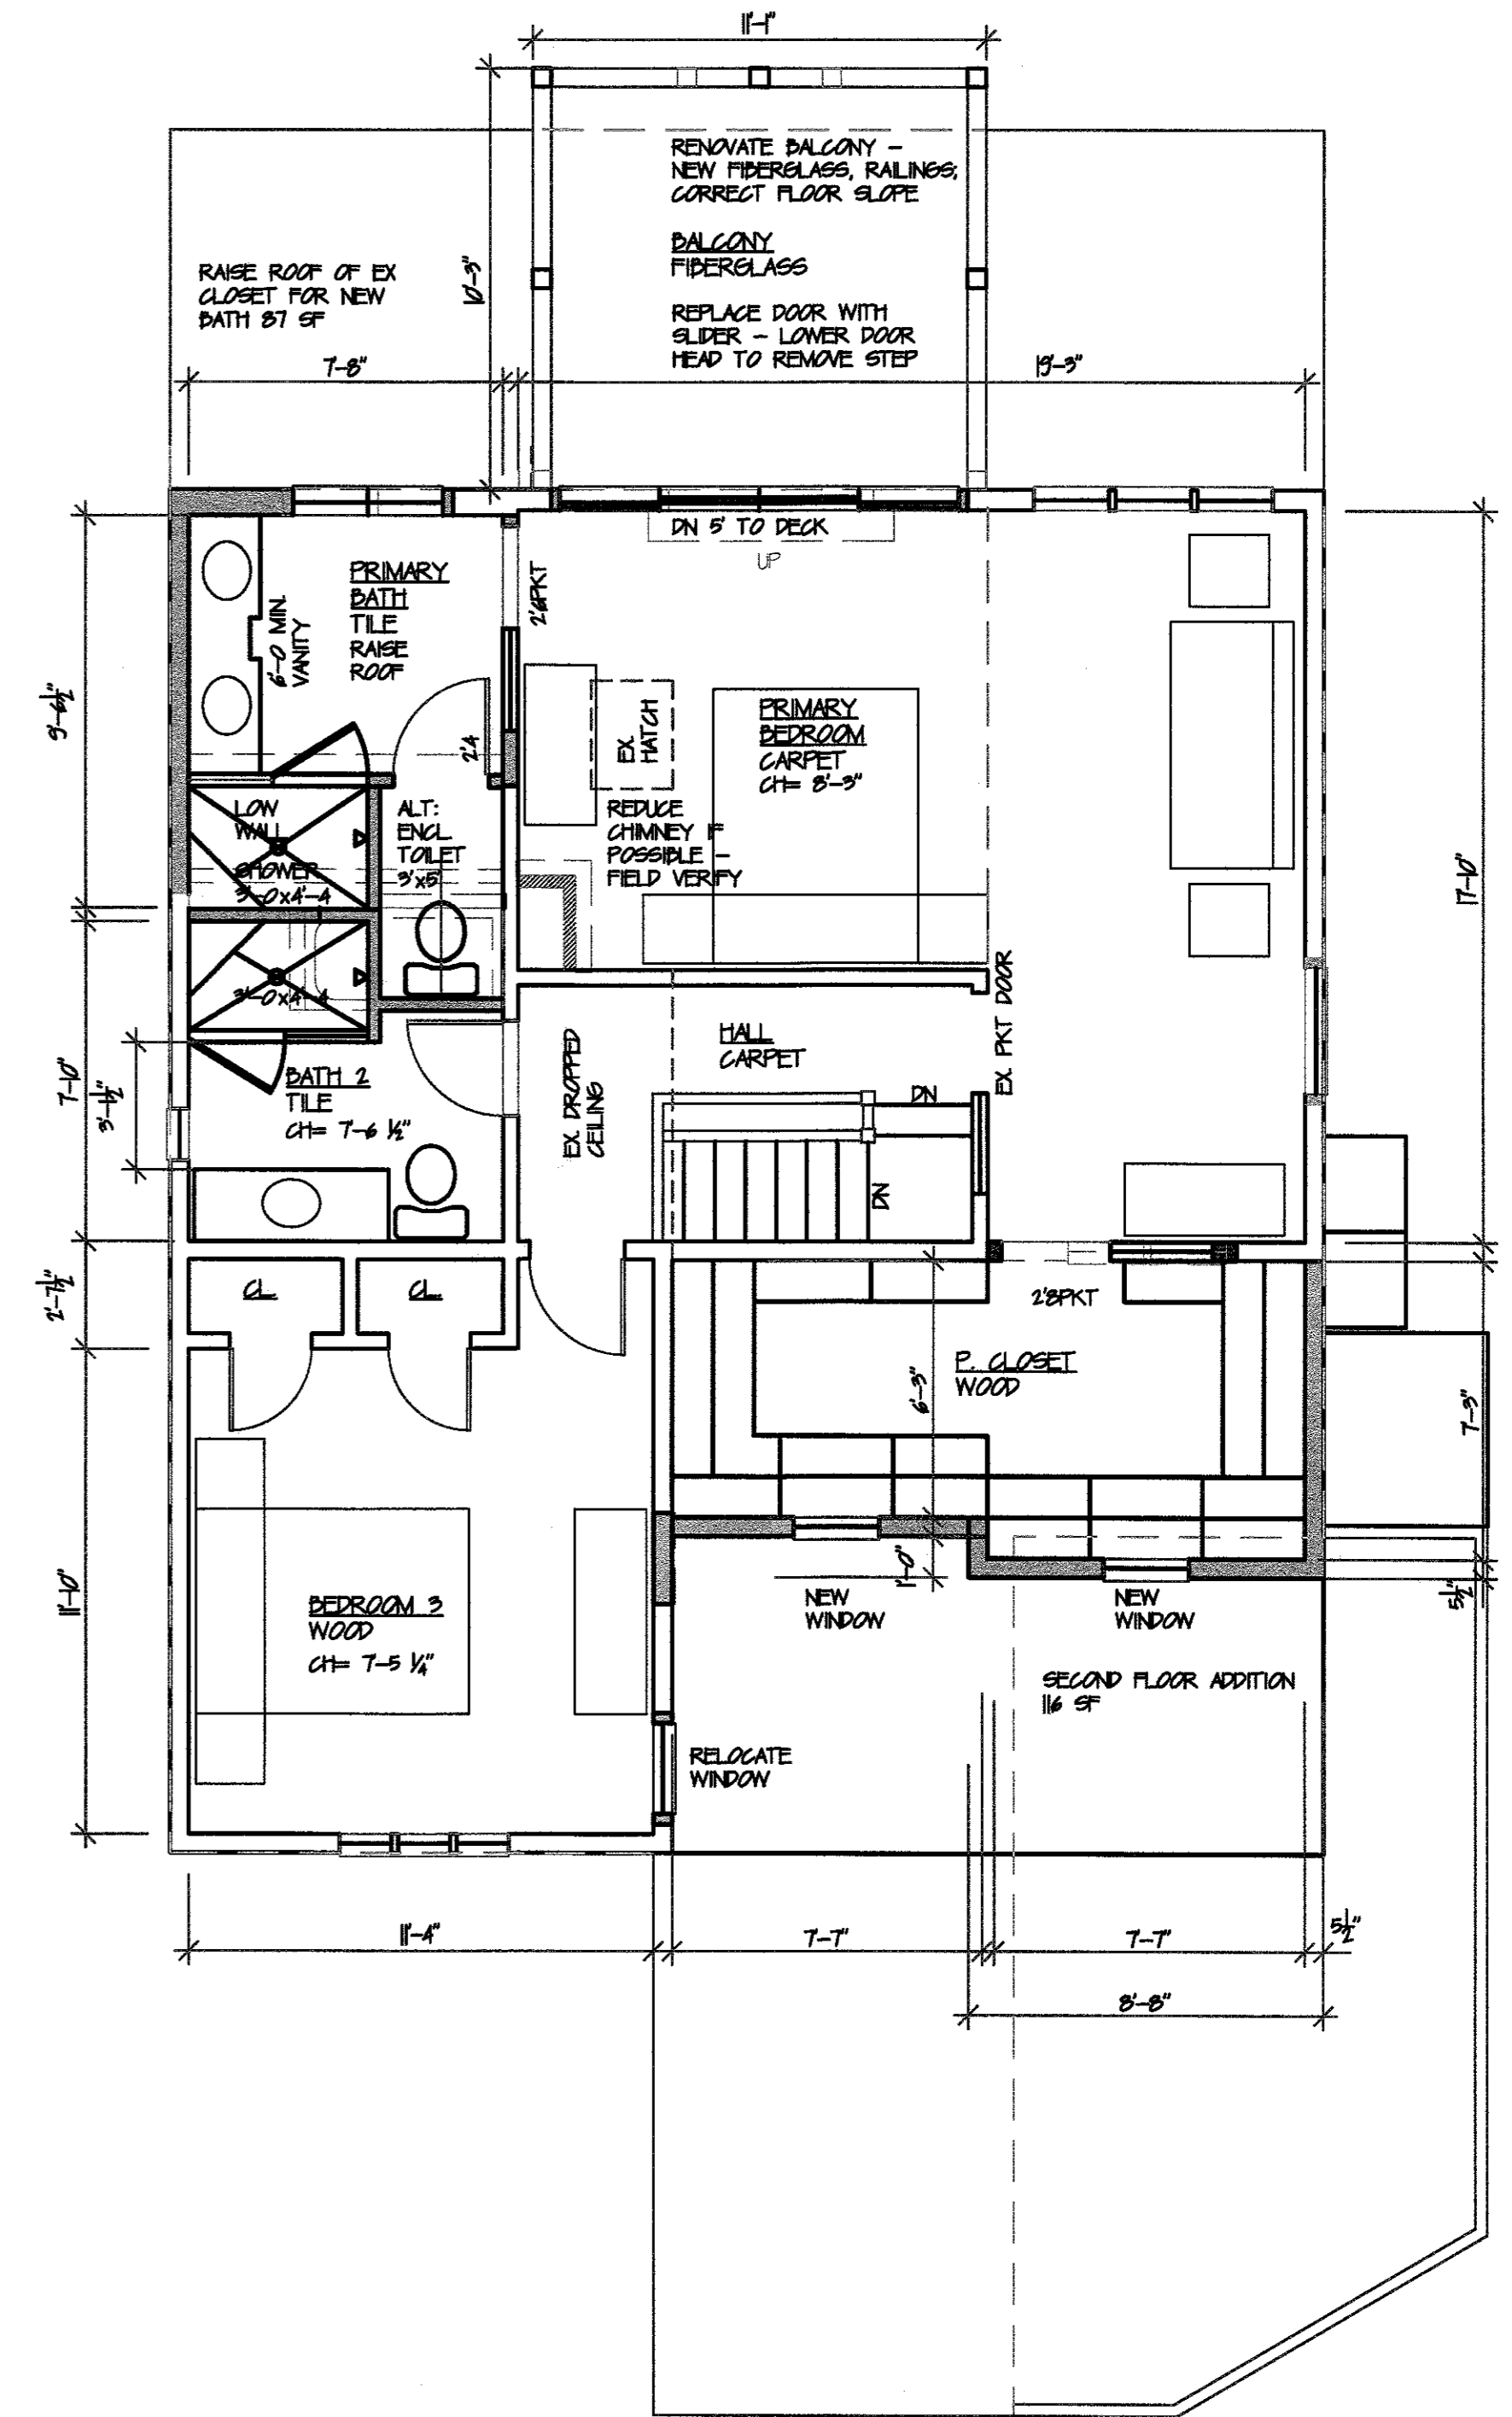 11'-1"
RENOVATE BALCONY -
NEW FIBERGLASS, RAILINGS;
CORRECT FLOOR SLOPE
BALCONY
FIBERGLASS
REPLACE DOOR WITH
SLIDER - LOWER DOOR
HEAD TO REMOVE STEP
10'-3"
RAISE ROOF OF EX
CLOSET FOR NEW
BATH 87 SF
7'-8"
19'-3"
DN 5' TO DECK
UP
PRIMARY
BATH
TILE
RAISE
ROOF
6'-0 MIN.
VANITY
2'6PKT
2'4
9'-6½"
EX.
HATCH
PRIMARY
BEDROOM
CARPET
CH= 8'-3"
REDUCE
CHIMNEY IF
POSSIBLE -
FIELD VERIFY
LOW
WALL
SHOWER
3'-0x4'-4
ALT:
ENCL
TOILET
3'x5'
17'-10"
3'-0x4'-4
EX. PKT DOOR
HALL
CARPET
EX. DROPPED
CEILING
DN
DN
BATH 2
TILE
CH= 7'-6 ½"
7'-10"
3'-1½"
2'-7½"
CL.
CL.
2'8PKT
P. CLOSET
WOOD
6'-3"
7'-3"
1'-0"
5½"
NEW
WINDOW
NEW
WINDOW
11'-10"
BEDROOM 3
WOOD
CH= 7'-5 ¼"
SECOND FLOOR ADDITION
116 SF
RELOCATE
WINDOW
11'-4"
7'-7"
7'-7"
5½"
8'-8"